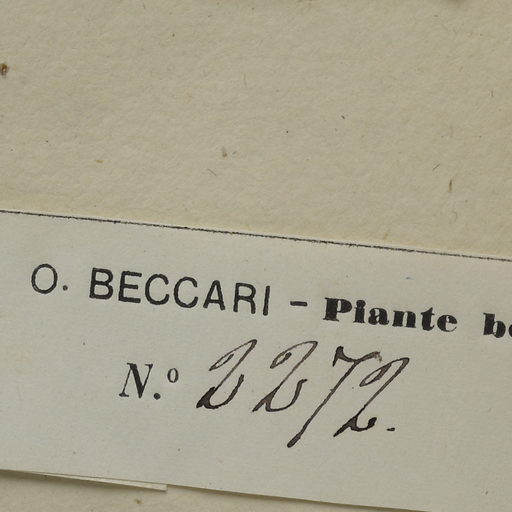 O. BECCARI - Piante
N.º 2272.